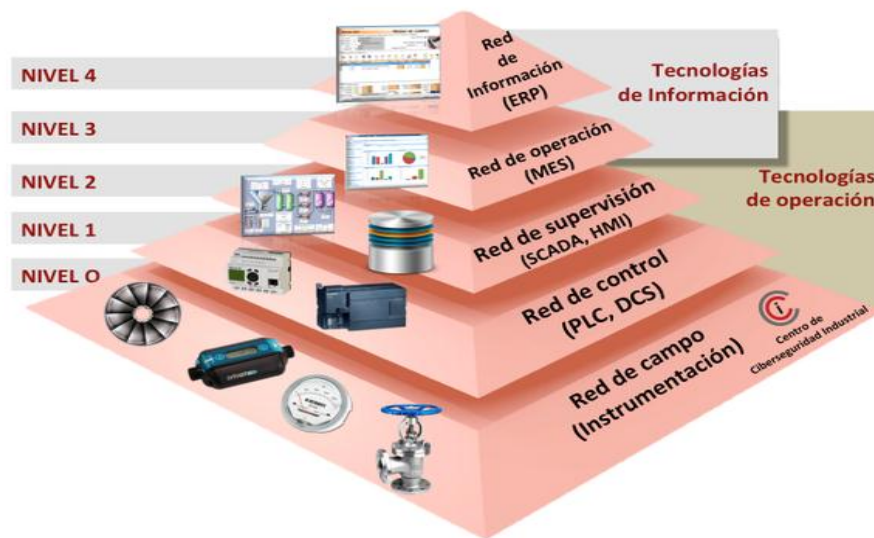 NIVEL 4
NIVEL 3
NIVEL 2
NIVEL 1
NIVEL O
Red
de
Información
(ERP)
Red de operación
(MES)
Red de supervisión
(SCADA, HMI)
Red de control
(PLC, DCS)
Red de campo
(Instrumentación)
Tecnologías
de Información
Tecnologías
de operación
Centro de
Ciberseguridad Industrial